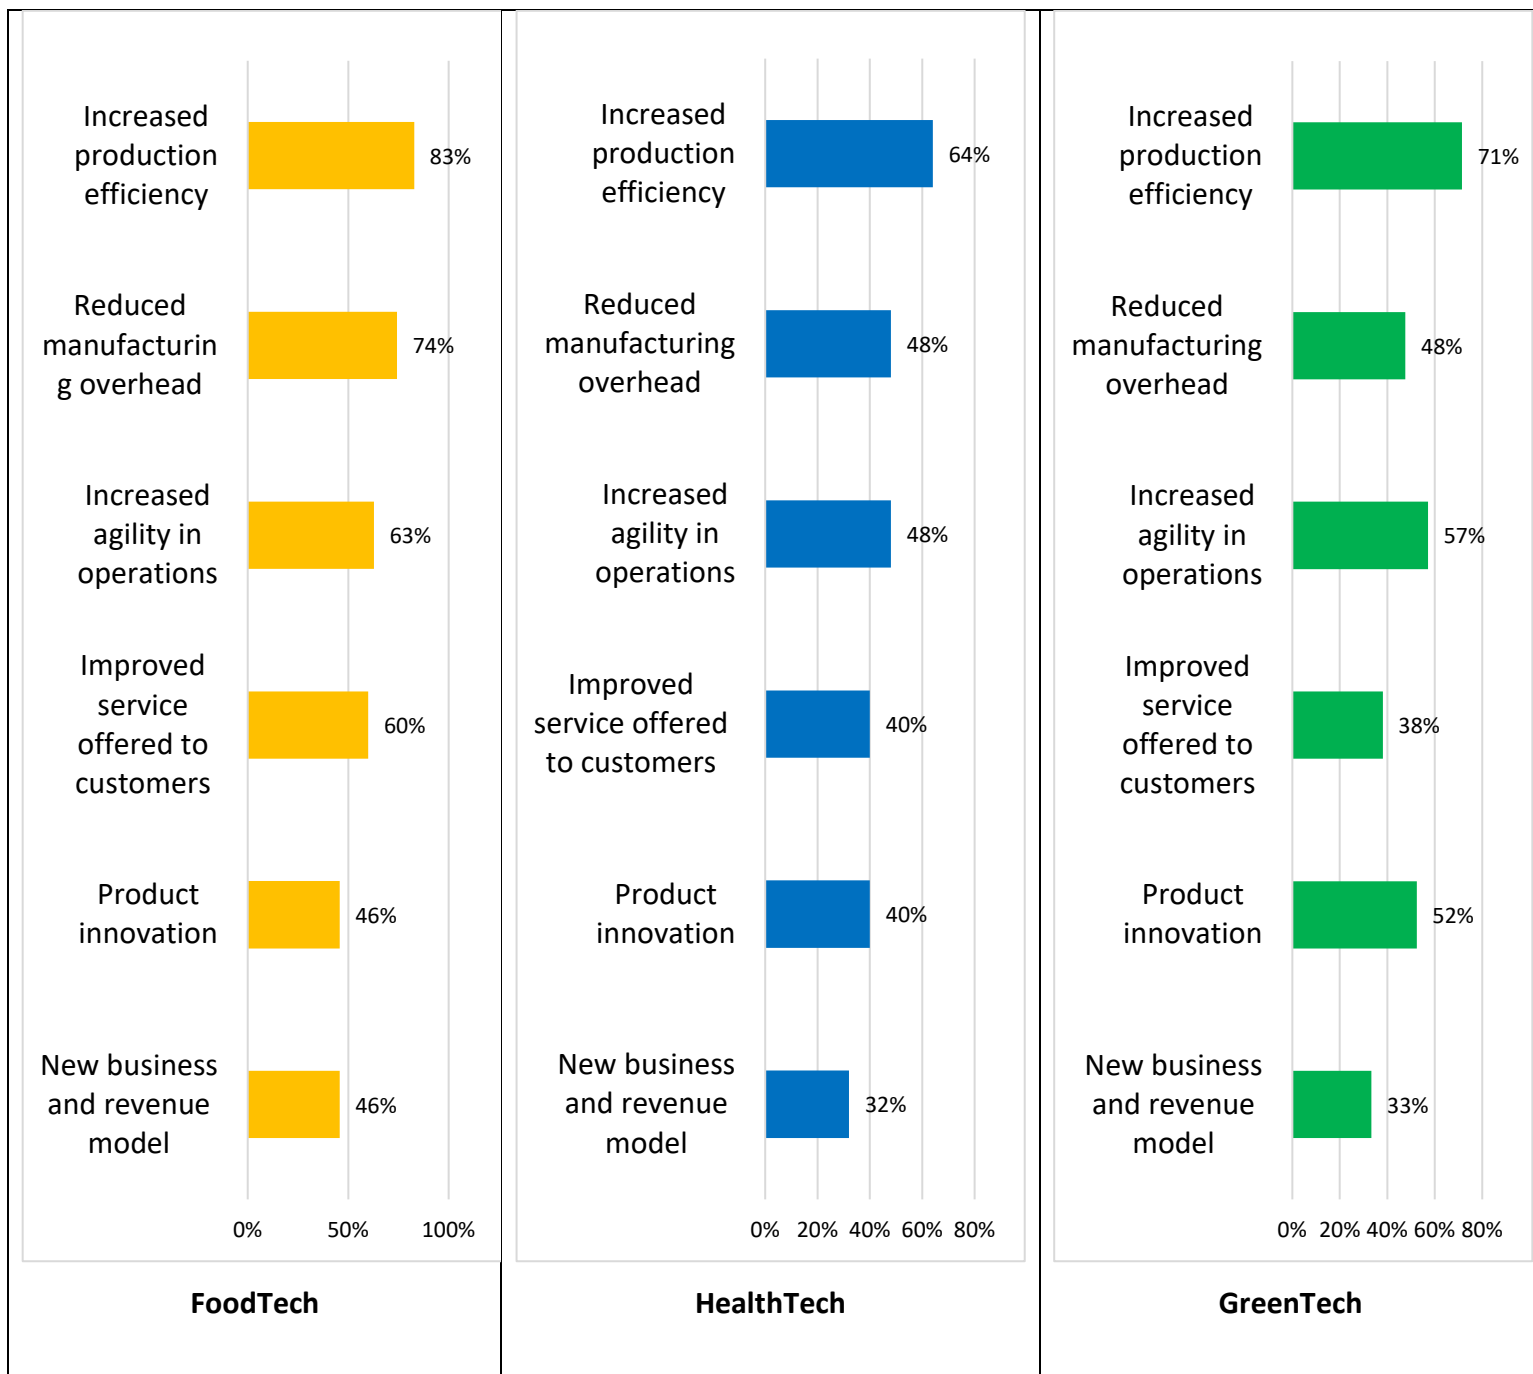 Increased
production
efficiency
83%
Reduced
manufacturin
g overhead
74%
Increased
agility in
operations
63%
Improved
service
offered to
customers
60%
Product
innovation
46%
New business
and revenue
model
46%
0% 50% 100%
FoodTech
Increased
production
efficiency
64%
Reduced
manufacturing
overhead
48%
Increased
agility in
operations
48%
Improved
service offered
to customers
40%
Product
innovation
40%
New business
and revenue
model
32%
0% 20% 40% 60% 80%
HealthTech
Increased
production
efficiency
71%
Reduced
manufacturing
overhead
48%
Increased
agility in
operations
57%
Improved
service
offered to
customers
38%
Product
innovation
52%
New business
and revenue
model
33%
0% 20% 40% 60% 80%
GreenTech